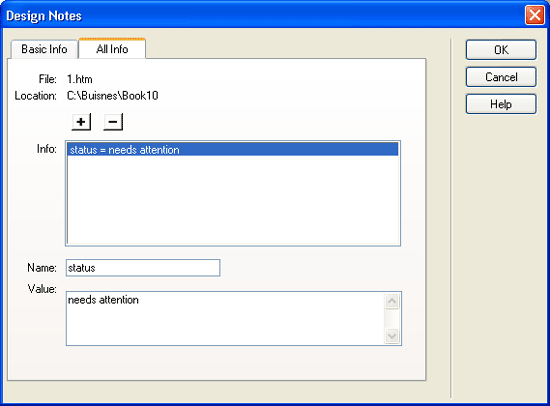 Design Notes
Basic Info
All Info
OK
File: 1.htm
Cancel
Location: C:\Buisnes\Book10
Help
+ −
Info: status = needs attention
Name: status
Value: needs attention